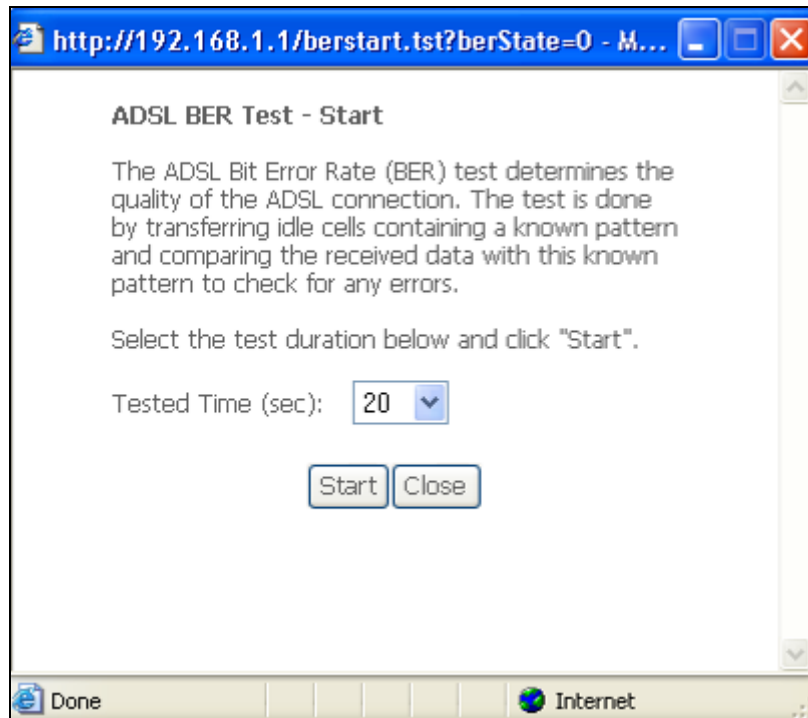 http://192.168.1.1/berstart.tst?berState=0 - M...
ADSL BER Test - Start
The ADSL Bit Error Rate (BER) test determines the
quality of the ADSL connection. The test is done
by transferring idle cells containing a known pattern
and comparing the received data with this known
pattern to check for any errors.
Select the test duration below and click "Start".
Tested Time (sec): 20
Start Close
Done Internet